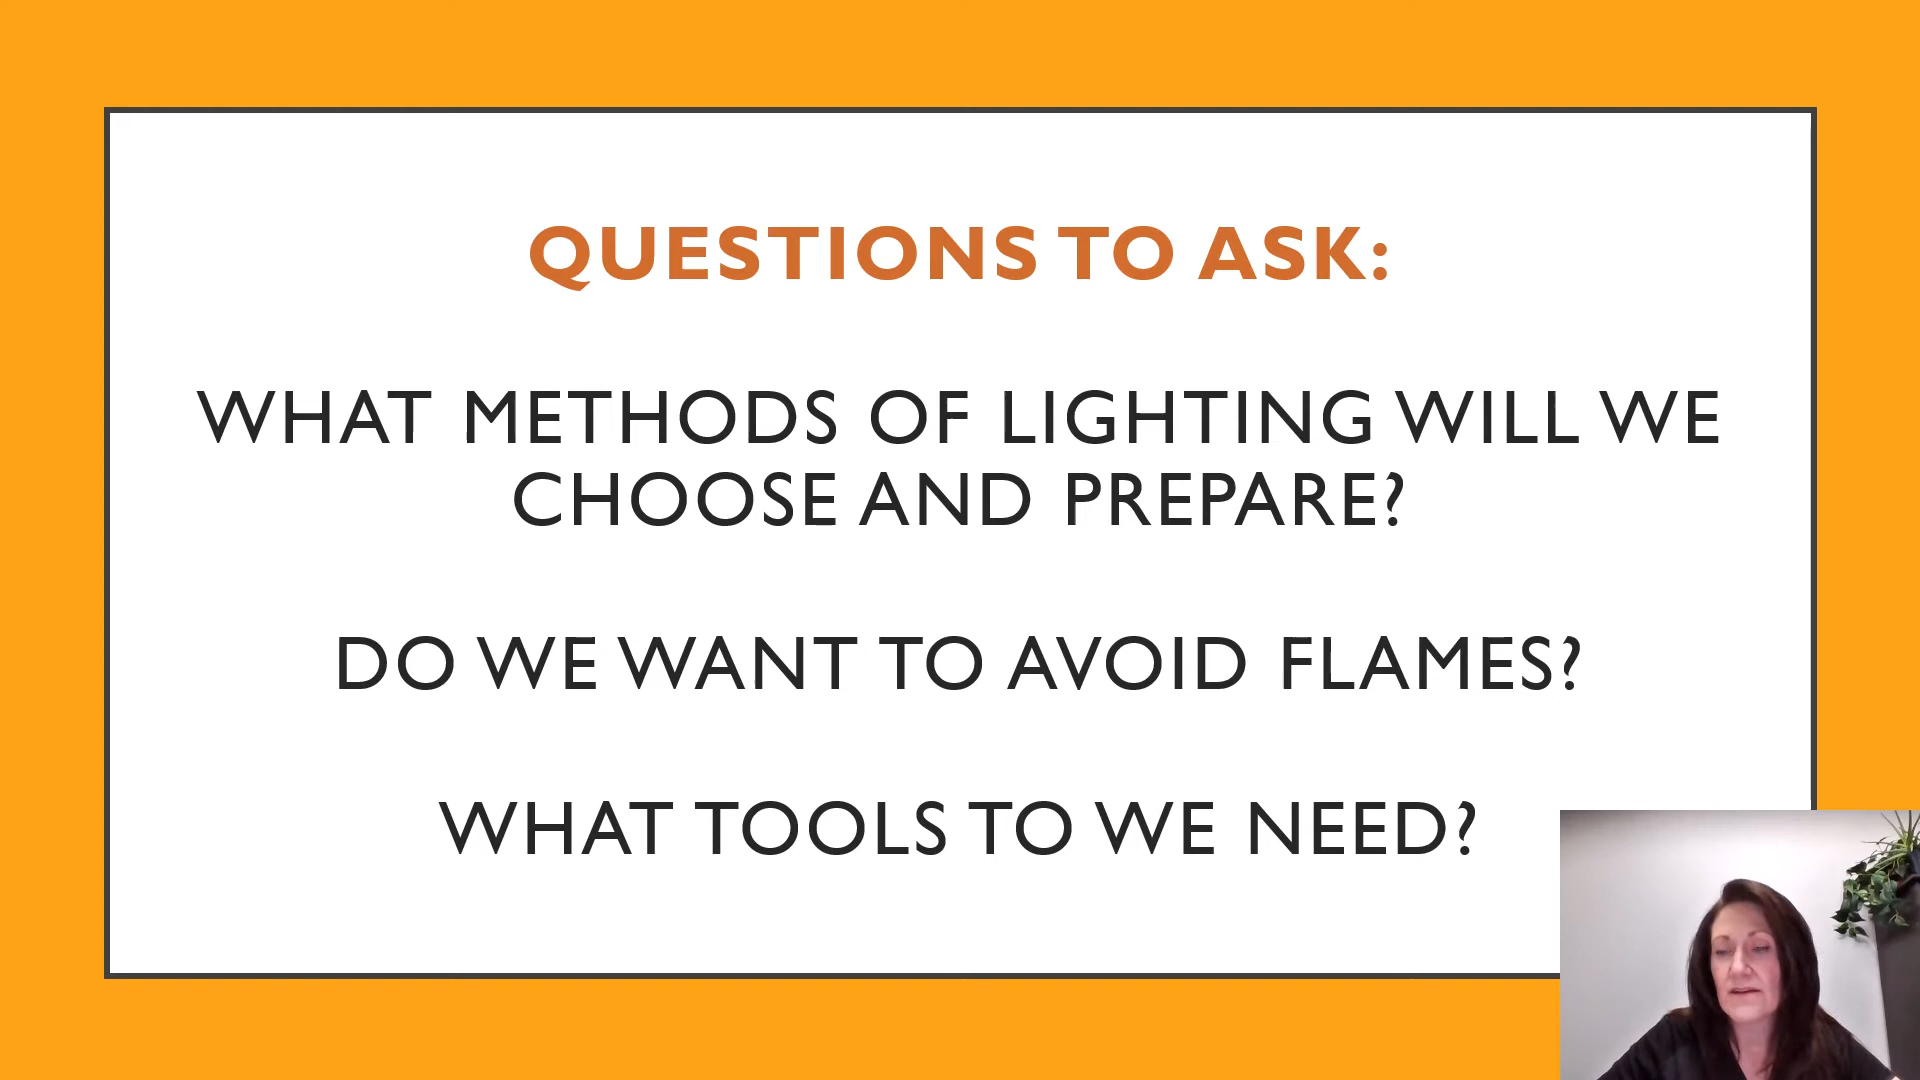 QUESTIONS TO ASK:
WHAT METHODS OF LIGHTING WILL WE
CHOOSE AND PREPARE?
DO WE WANT TO AVOID FLAMES?
WHAT TOOLS TO WE NEED?